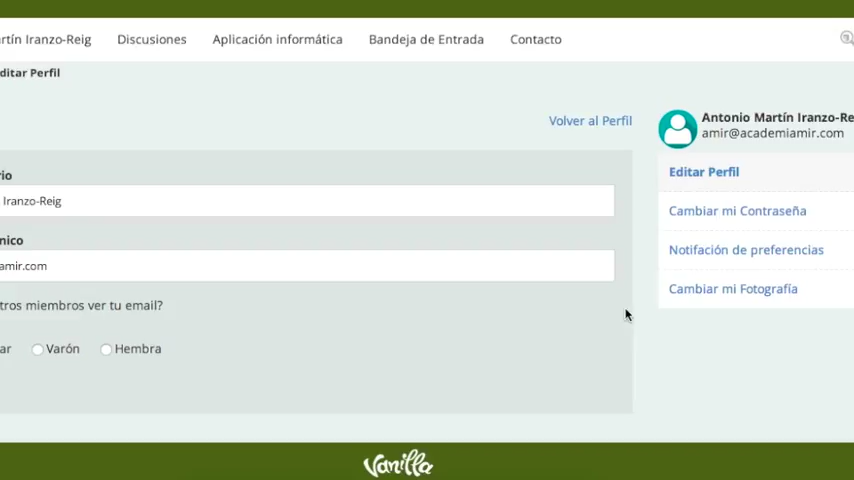 rtín Iranzo-Reig Discusiones Aplicación informática Bandeja de Entrada Contacto
ditar Perfil
Volver al Perfil
Antonio Martín Iranzo-Re
amir@academiamir.com
rio
Iranzo-Reig
nico
amir.com
tros miembros ver tu email?
ar Varón Hembra
Editar Perfil
Cambiar mi Contraseña
Notifación de preferencias
Cambiar mi Fotografía
Vanilla